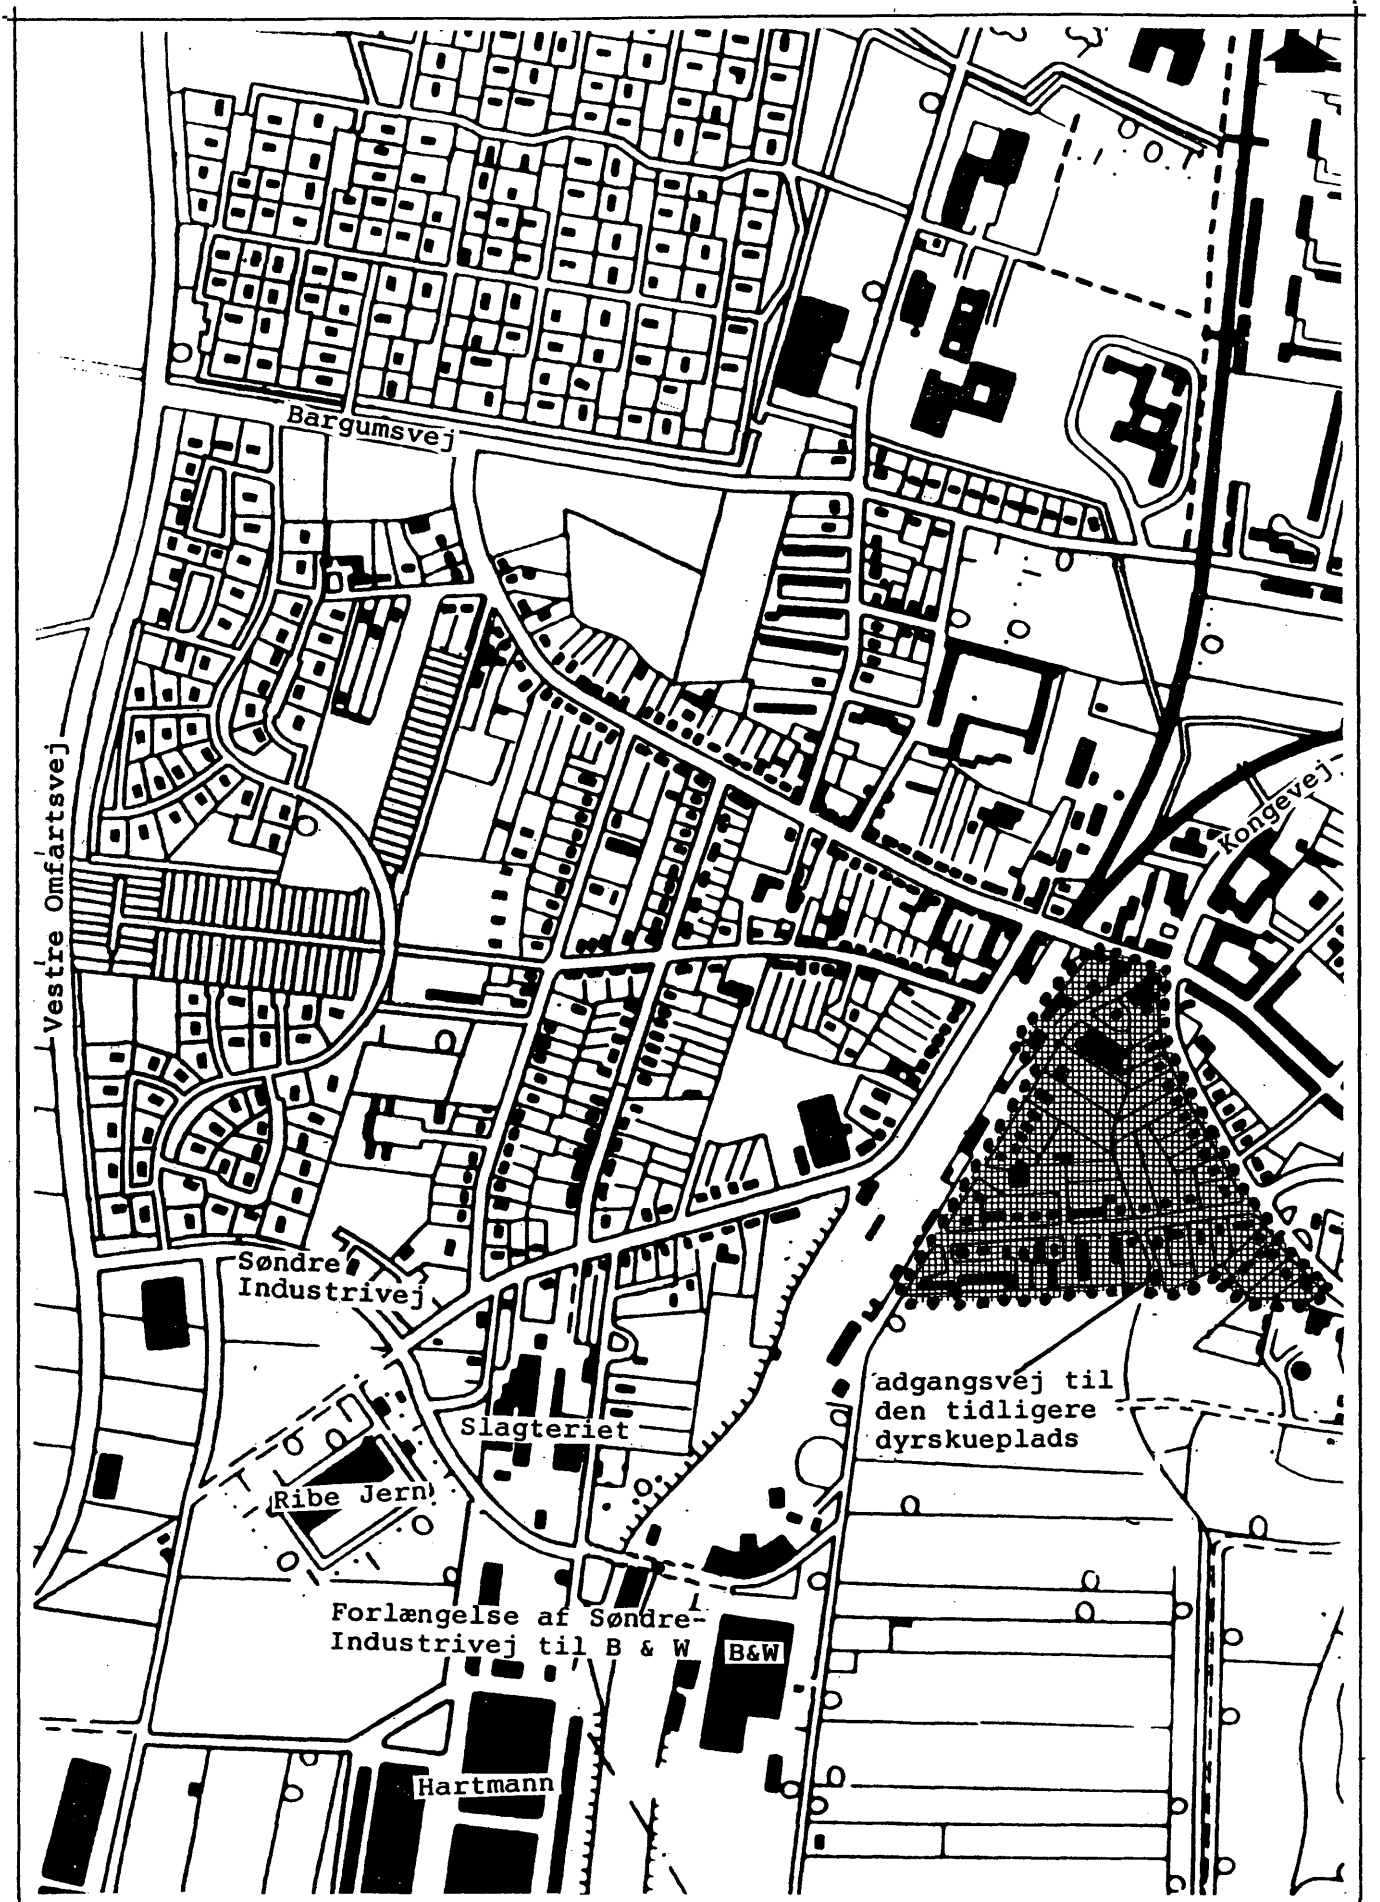 Bargumsvej
Vestre Omfartsvej
Kongevej
Søndre
Industrivej
adgangsvej til
den tidligere
dyrskueplads
Slagteriet
Ribe Jern
Forlængelse af Søndre-
Industrivej til B & W
B&W
Hartmann